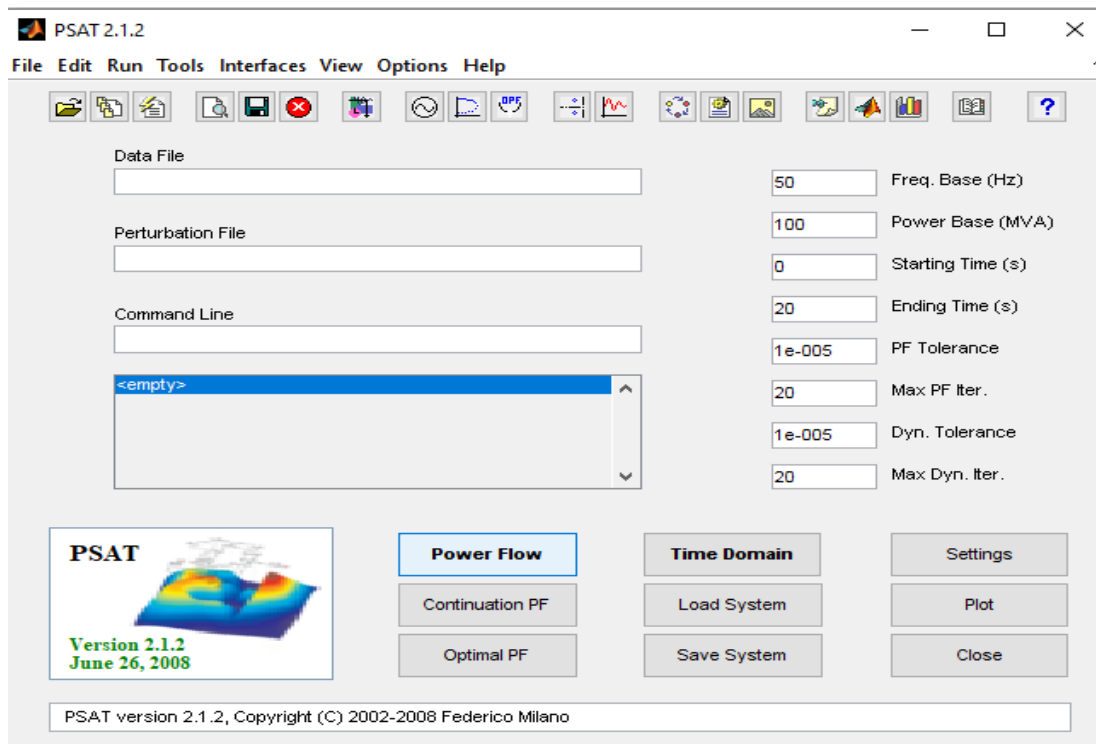 PSAT 2.1.2
File Edit Run Tools Interfaces View Options Help
OPF
?
Data File
50 Freq. Base (Hz)
100 Power Base (MVA)
Perturbation File
0 Starting Time (s)
20 Ending Time (s)
Command Line
1e-005 PF Tolerance
<empty>
20 Max PF Iter.
1e-005 Dyn. Tolerance
20 Max Dyn. Iter.
PSAT
Version 2.1.2
June 26, 2008
Power Flow Time Domain Settings
Continuation PF Load System Plot
Optimal PF Save System Close
PSAT version 2.1.2, Copyright (C) 2002-2008 Federico Milano